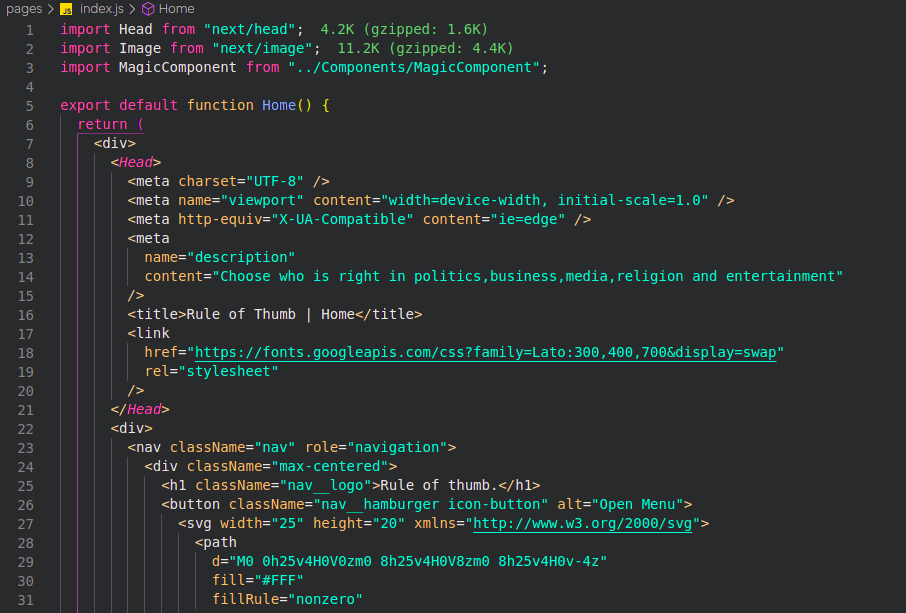 pages > index.js > Home
1 import Head from "next/head"; 4.2K (gzipped: 1.6K)
2 import Image from "next/image"; 11.2K (gzipped: 4.4K)
3 import MagicComponent from "../Components/MagicComponent";
4
5 export default function Home() {
6 return (
7 <div>
8 <Head>
9 <meta charset="UTF-8" />
10 <meta name="viewport" content="width=device-width, initial-scale=1.0" />
11 <meta http-equiv="X-UA-Compatible" content="ie=edge" />
12 <meta
13 name="description"
14 content="Choose who is right in politics,business,media,religion and entertainment"
15 />
16 <title>Rule of Thumb | Home</title>
17 <link
18 href="https://fonts.googleapis.com/css?family=Lato:300,400,700&display=swap"
19 rel="stylesheet"
20 />
21 </Head>
22 <div>
23 <nav className="nav" role="navigation">
24 <div className="max-centered">
25 <h1 className="nav__logo">Rule of thumb.</h1>
26 <button className="nav__hamburger icon-button" alt="Open Menu">
27 <svg width="25" height="20" xmlns="http://www.w3.org/2000/svg">
28 <path
29 d="M0 0h25v4H0V0zm0 8h25v4H0V8zm0 8h25v4H0v-4z"
30 fill="#FFF"
31 fillRule="nonzero"